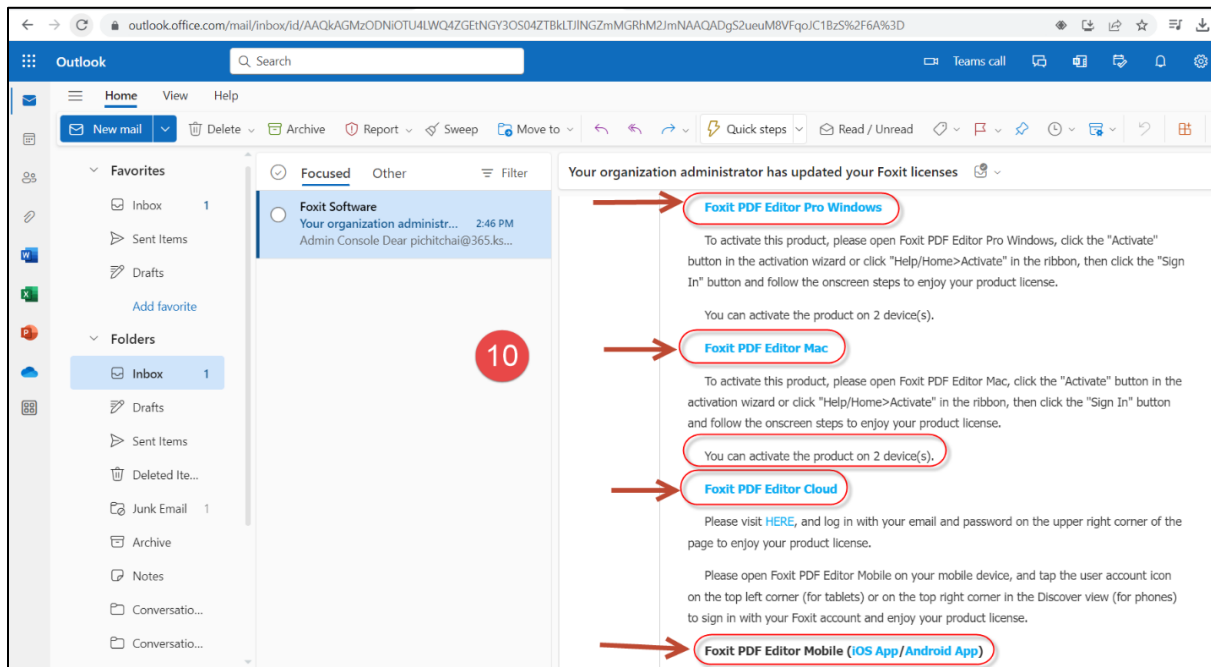 outlook.office.com/mail/inbox/id/AAQkAGMzODNiOTU4LWQ4ZGEtNGY3OS04ZTBkLTJlNGZmMGRhM2JmNAAQADgS2ueuM8VFqoJC1BzS%2F6A%3D
Outlook
Search
Teams call
Home View Help
New mail Delete Archive Report Sweep Move to Quick steps Read / Unread
Favorites
Inbox 1
Sent Items
Drafts
Add favorite
Folders
Inbox 1
Drafts
Sent Items
Deleted Ite...
Junk Email 1
Archive
Notes
Conversatio...
Conversatio...
Focused Other Filter
Foxit Software
Your organization administr... 2:46 PM
Admin Console Dear pichitchai@365.ks...
10
Your organization administrator has updated your Foxit licenses
Foxit PDF Editor Pro Windows
To activate this product, please open Foxit PDF Editor Pro Windows, click the "Activate"
button in the activation wizard or click "Help/Home>Activate" in the ribbon, then click the "Sign
In" button and follow the onscreen steps to enjoy your product license.
You can activate the product on 2 device(s).
Foxit PDF Editor Mac
To activate this product, please open Foxit PDF Editor Mac, click the "Activate" button in the
activation wizard or click "Help/Home>Activate" in the ribbon, then click the "Sign In" button
and follow the onscreen steps to enjoy your product license.
You can activate the product on 2 device(s).
Foxit PDF Editor Cloud
Please visit HERE, and log in with your email and password on the upper right corner of the
page to enjoy your product license.
Please open Foxit PDF Editor Mobile on your mobile device, and tap the user account icon
on the top left corner (for tablets) or on the top right corner in the Discover view (for phones)
to sign in with your Foxit account and enjoy your product license.
Foxit PDF Editor Mobile (iOS App/Android App)